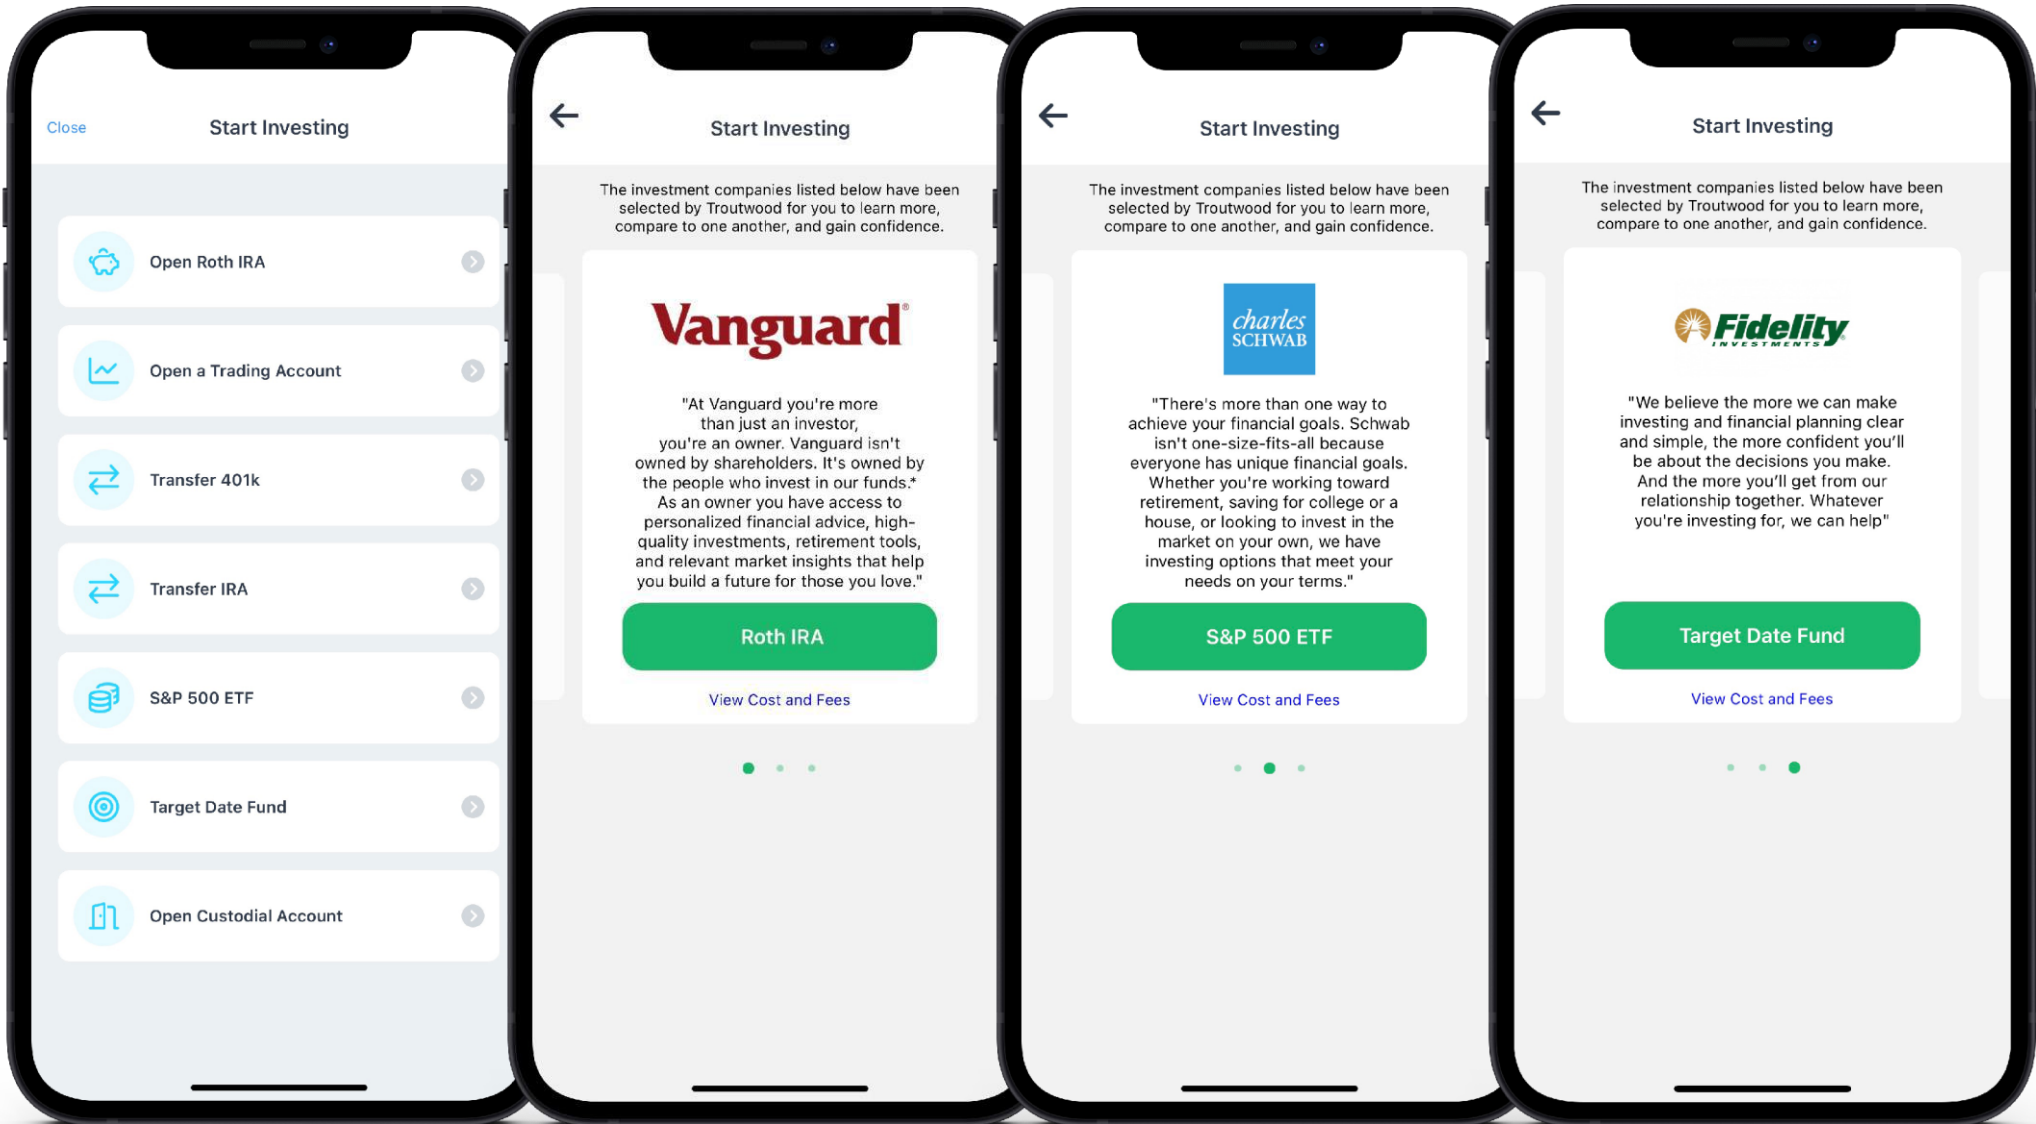 Close
Start Investing
Open Roth IRA
Open a Trading Account
Transfer 401k
Transfer IRA
S&P 500 ETF
Target Date Fund
Open Custodial Account
Start Investing
The investment companies listed below have been
selected by Troutwood for you to learn more,
compare to one another, and gain confidence.
Vanguard®
"At Vanguard you're more
than just an investor,
you're an owner. Vanguard isn't
owned by shareholders. It's owned by
the people who invest in our funds.*
As an owner you have access to
personalized financial advice, high-
quality investments, retirement tools,
and relevant market insights that help
you build a future for those you love."
Roth IRA
View Cost and Fees
Start Investing
The investment companies listed below have been
selected by Troutwood for you to learn more,
compare to one another, and gain confidence.
charles
SCHWAB
"There's more than one way to
achieve your financial goals. Schwab
isn't one-size-fits-all because
everyone has unique financial goals.
Whether you're working toward
retirement, saving for college or a
house, or looking to invest in the
market on your own, we have
investing options that meet your
needs on your terms."
S&P 500 ETF
View Cost and Fees
Start Investing
The investment companies listed below have been
selected by Troutwood for you to learn more,
compare to one another, and gain confidence.
Fidelity
INVESTMENTS
"We believe the more we can make
investing and financial planning clear
and simple, the more confident you’ll
be about the decisions you make.
And the more you’ll get from our
relationship together. Whatever
you're investing for, we can help"
Target Date Fund
View Cost and Fees